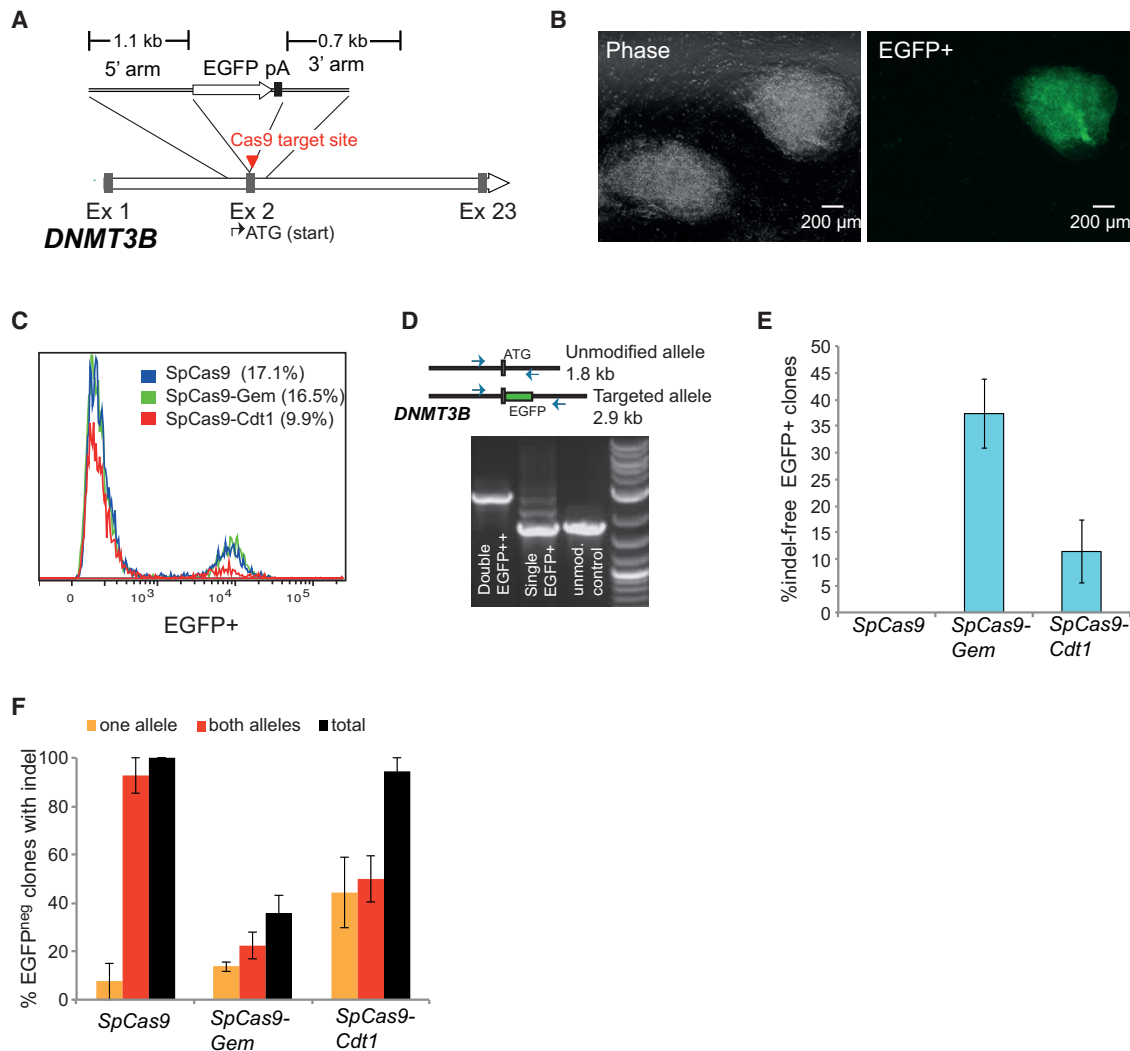 A
1.1 kb
0.7 kb
5’ arm
EGFP pA
3’ arm
Cas9 target site
Ex 1
Ex 2
Ex 23
ATG (start)
DNMT3B
B
Phase
200 µm
EGFP+
200 µm
C
SpCas9 (17.1%)
SpCas9-Gem (16.5%)
SpCas9-Cdt1 (9.9%)
0
10³
10⁴
10⁵
EGFP+
D
ATG
Unmodified allele
1.8 kb
Targeted allele
2.9 kb
DNMT3B
EGFP
Double
EGFP++
Single
EGFP+
unmod.
control
E
%indel-free EGFP+ clones
50
45
40
35
30
25
20
15
10
5
0
SpCas9
SpCas9-
Gem
SpCas9-
Cdt1
F
one allele
both alleles
total
% EGFPⁿᵉᵍ clones with indel
100
80
60
40
20
0
SpCas9
SpCas9-
Gem
SpCas9-
Cdt1